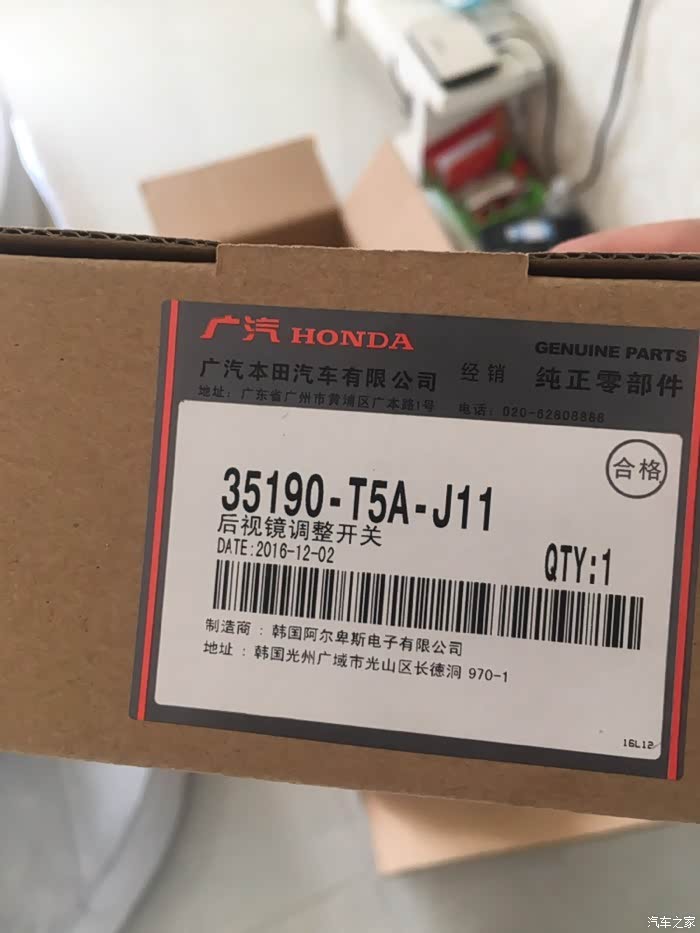 广汽 HONDA
GENUINE PARTS
广汽本田汽车有限公司 经销 纯正零部件
地址：广东省广州市黄埔区广本路1号 电话：020-62808888
合格
35190-T5A-J11
后视镜调整开关
DATE:2016-12-02
QTY:1
制造商：韩国阿尔卑斯电子有限公司
地址：韩国光州广域市光山区长德洞 970-1
16L12
汽车之家